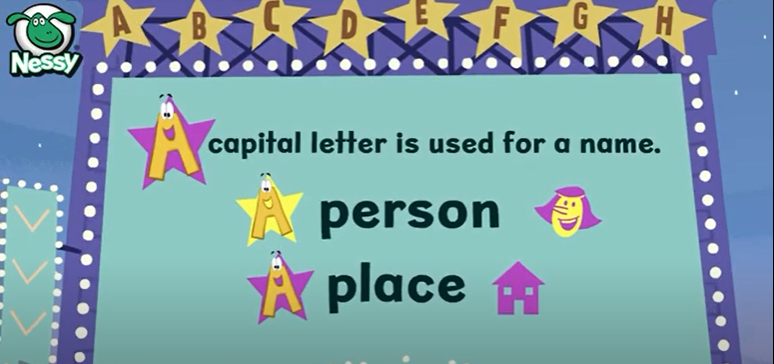 A B C D E F G H
Nessy
A capital letter is used for a name.
A person
A place